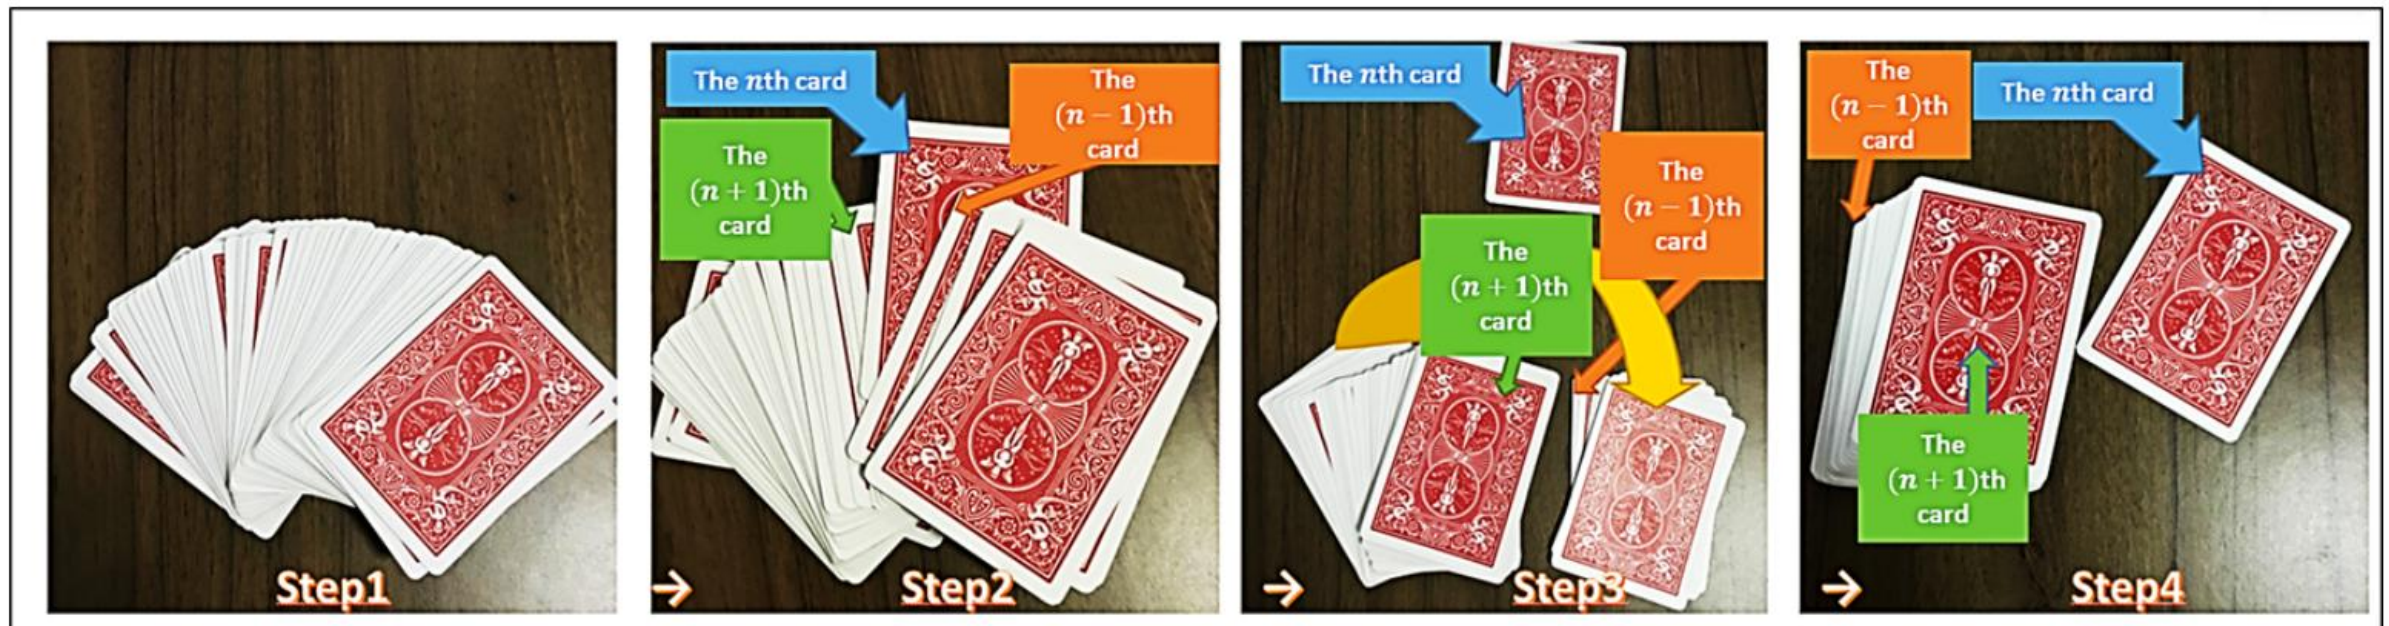 Step1
The nth card
The
(n − 1)th
card
The
(n + 1)th
card
→
Step2
The nth card
The
(n − 1)th
card
The
(n + 1)th
card
→
Step3
The
(n − 1)th
card
The nth card
The
(n + 1)th
card
→
Step4